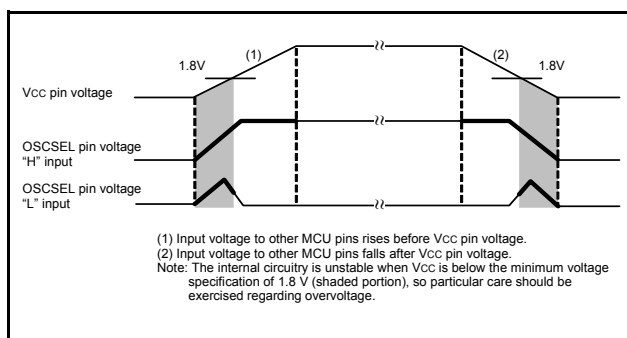 (1)
(2)
1.8V
1.8V
VCC pin voltage
OSCSEL pin voltage
"H" input
OSCSEL pin voltage
"L" input
(1) Input voltage to other MCU pins rises before VCC pin voltage.
(2) Input voltage to other MCU pins falls after VCC pin voltage.
Note: The internal circuitry is unstable when VCC is below the minimum voltage
specification of 1.8 V (shaded portion), so particular care should be
exercised regarding overvoltage.